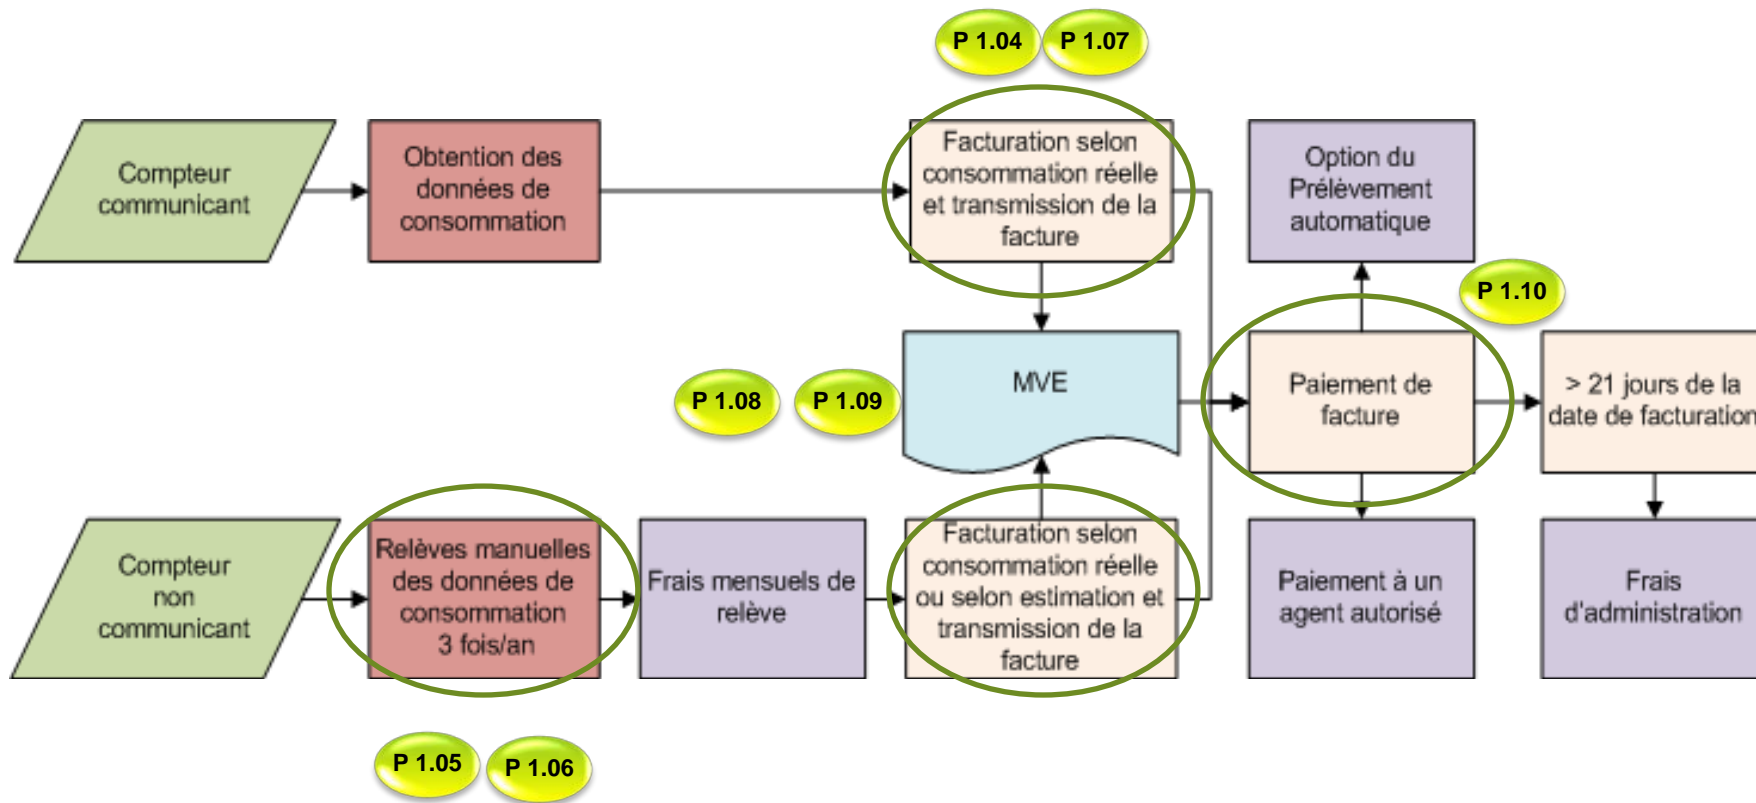 P 1.04
P 1.07
Compteur
communicant
Obtention des
données de
consommation
Facturation selon
consommation réelle
et transmission de la
facture
Option du
Prélèvement
automatique
P 1.10
P 1.08
P 1.09
MVE
Paiement de
facture
> 21 jours de la
date de facturation
Compteur
non
communicant
Relèves manuelles
des données de
consommation
3 fois/an
Frais mensuels de
relève
Facturation selon
consommation réelle
ou selon estimation et
transmission de la
facture
Paiement à un
agent autorisé
Frais
d'administration
P 1.05
P 1.06